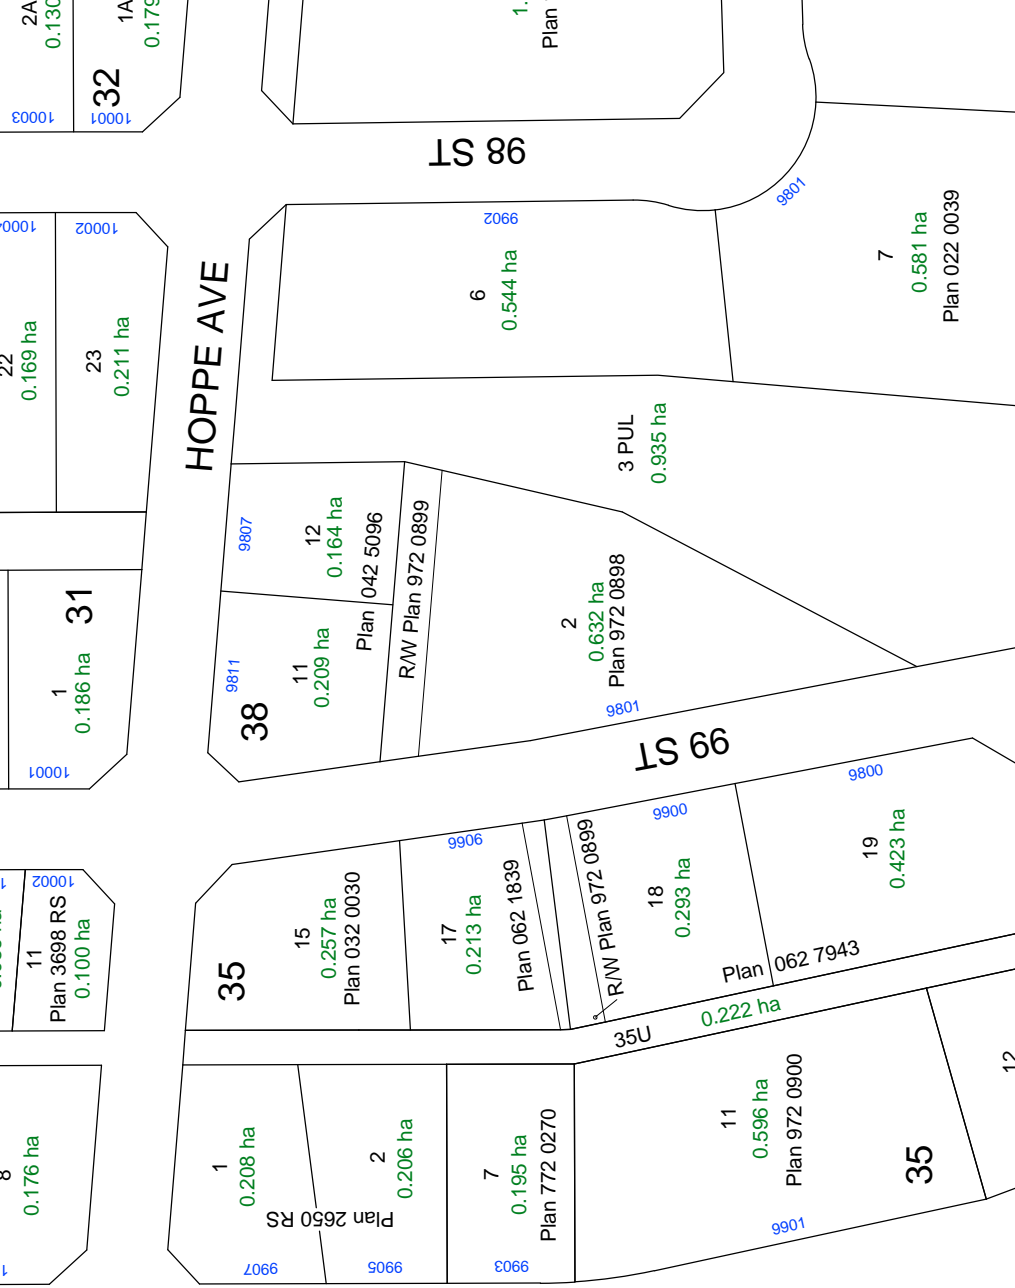 2A
0.130
1A
0.179
32
10003
10001
1.
Plan
98 ST
10002
9902
9801
22
0.169 ha
23
0.211 ha
HOPPE AVE
6
0.544 ha
7
0.581 ha
Plan 022 0039
3 PUL
0.935 ha
9807
12
0.164 ha
Plan 042 5096
R/W Plan 972 0899
31
1
0.186 ha
10001
9811
11
0.209 ha
38
2
0.632 ha
Plan 972 0898
9801
99 ST
10002
11
Plan 3698 RS
0.100 ha
35
15
0.257 ha
Plan 032 0030
9906
17
0.213 ha
Plan 062 1839
R/W Plan 972 0899
9900
18
0.293 ha
9800
19
0.423 ha
Plan 062 7943
35U
0.222 ha
8
0.176 ha
1
0.208 ha
2
0.206 ha
Plan 2650 RS
9907
9905
7
0.195 ha
Plan 772 0270
9903
11
0.596 ha
Plan 972 0900
35
9901
12